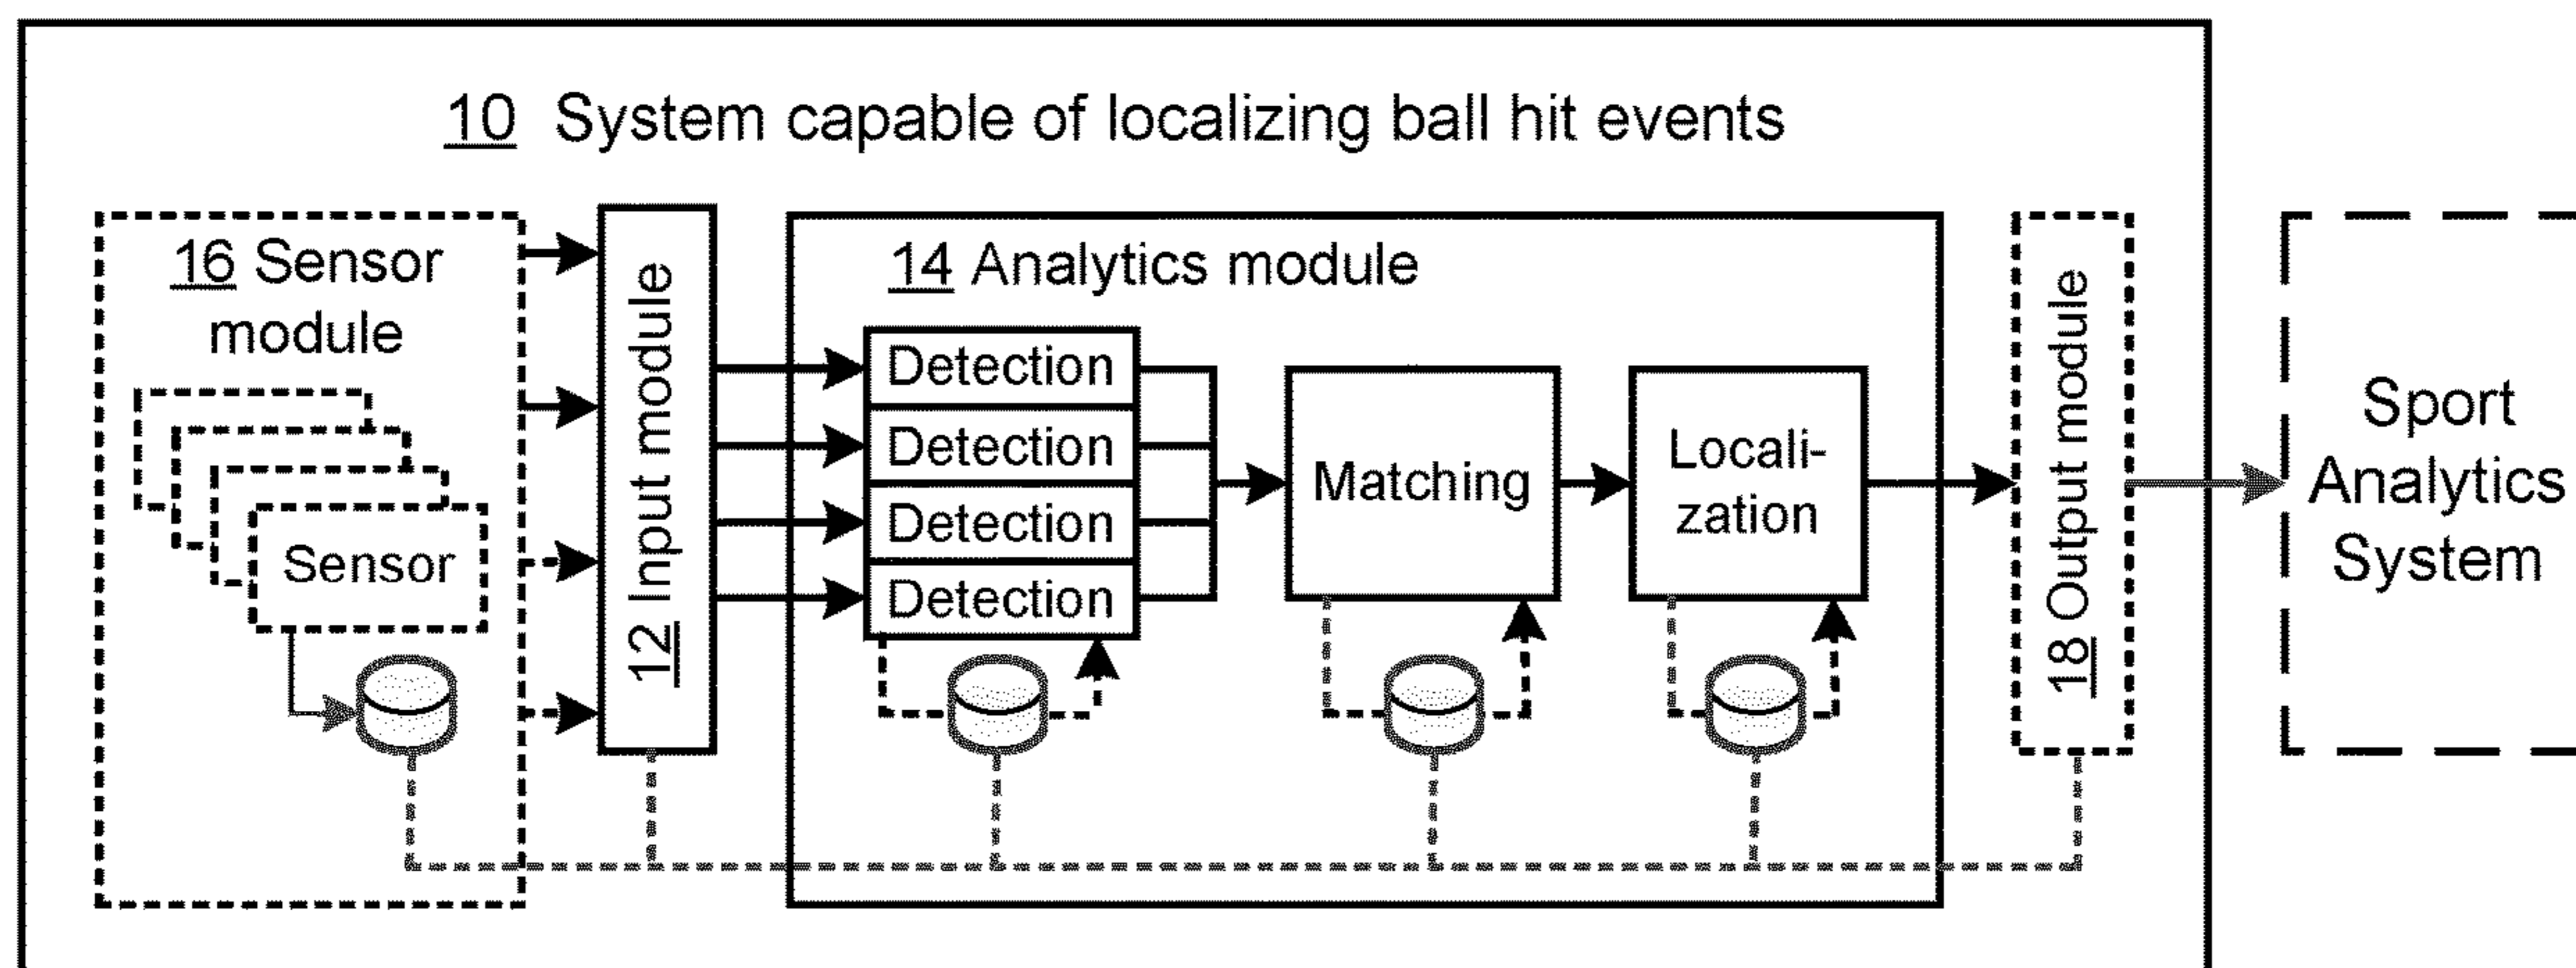 10 System capable of localizing ball hit events
16 Sensor
module
Sensor
12 Input module
14 Analytics module
Detection
Detection
Detection
Detection
Matching
Locali-
zation
18 Output module
Sport
Analytics
System